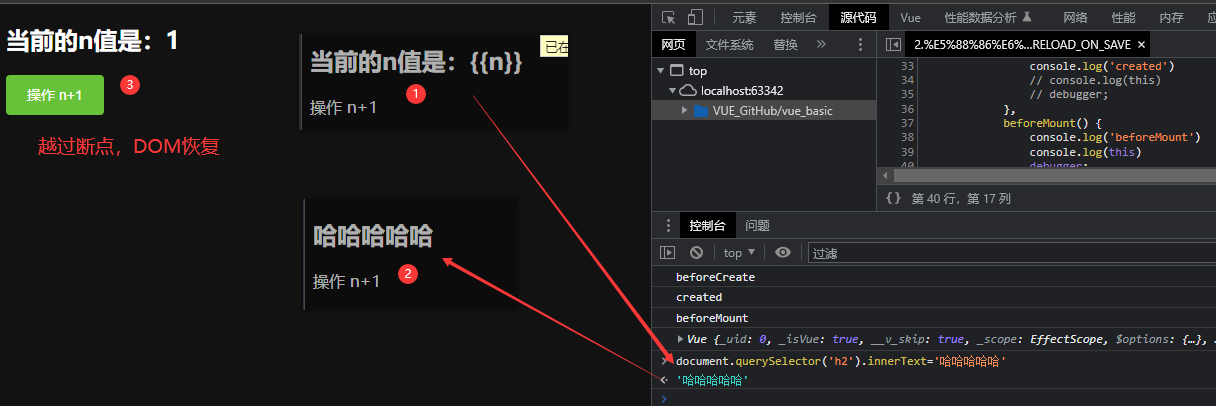 当前的n值是：1
操作 n+1
3
越过断点，DOM恢复
当前的n值是：{{n}}
已在
操作 n+1
1
哈哈哈哈哈
操作 n+1
2
元素 控制台 源代码 Vue 性能数据分析 网络 性能 内存
网页 文件系统 替换 »
2.%E5%88%86%E6%...RELOAD_ON_SAVE ×
top
localhost:63342
VUE_GitHub/vue_basic
33 console.log('created')
34 // console.log(this)
35 // debugger;
36 },
37 beforeMount() {
38 console.log('beforeMount')
39 console.log(this)
40 debugger;
{} 第 40 行，第 17 列
控制台 问题
top ▼ 过滤
beforeCreate
created
beforeMount
Vue {_uid: 0, _isVue: true, __v_skip: true, _scope: EffectScope, $options: {…}, …
document.querySelector('h2').innerText='哈哈哈哈哈'
'哈哈哈哈哈'